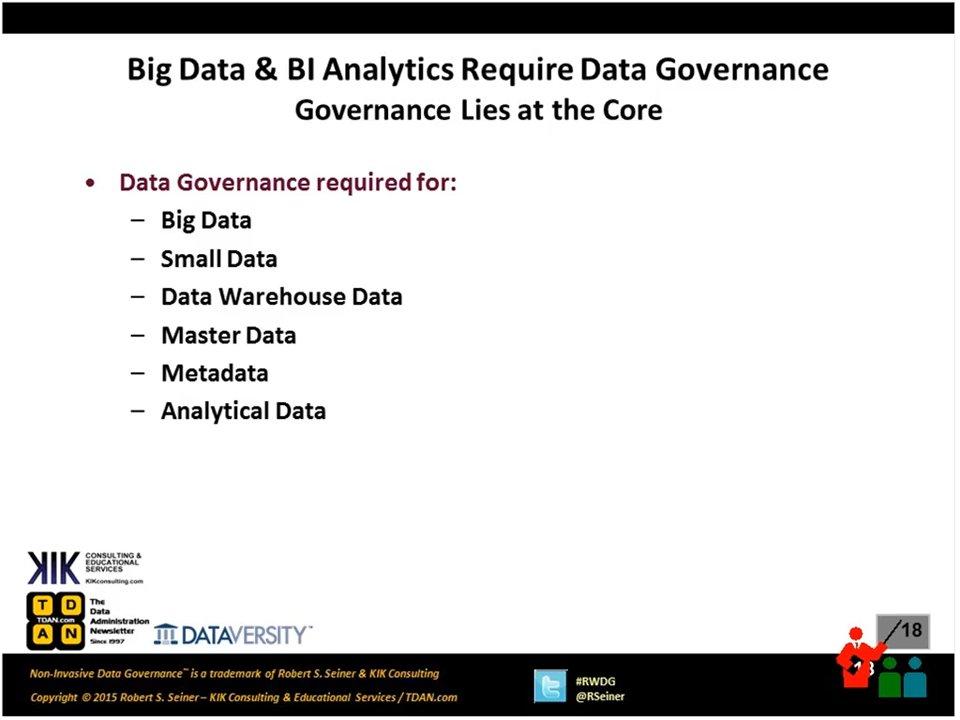 Big Data & BI Analytics Require Data Governance
Governance Lies at the Core
• Data Governance required for:
– Big Data
– Small Data
– Data Warehouse Data
– Master Data
– Metadata
– Analytical Data
KIK CONSULTING &
EDUCATIONAL
SERVICES
KIKconsulting.com
T D
TDAN.com
A N
The
Data
Administration
Newsletter
Since 1997
DATAVERSITY™
/18
Non-Invasive Data Governance™ is a trademark of Robert S. Seiner & KIK Consulting
Copyright © 2015 Robert S. Seiner – KIK Consulting & Educational Services / TDAN.com
#RWDG
@RSeiner